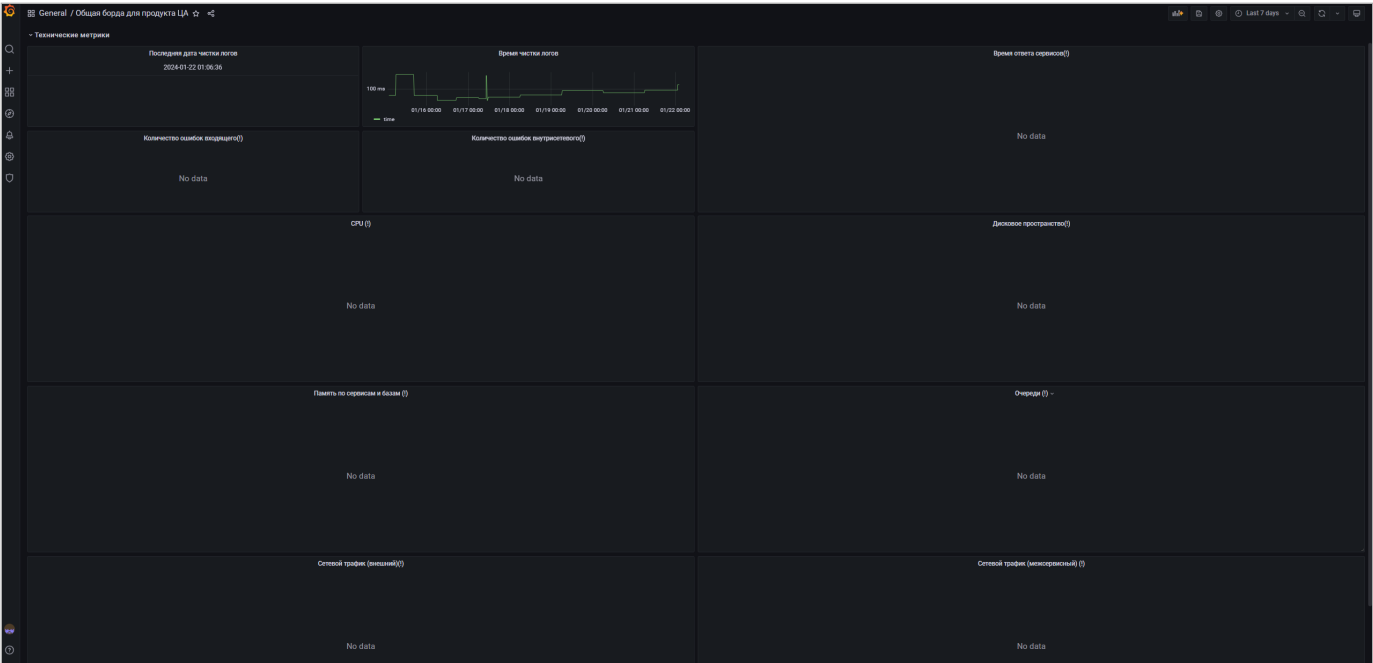 General / Общая борда для продукта ЦА
Last 7 days
Технические метрики
Последняя дата чистки логов
2024-01-22 01:06:36
Время чистки логов
100 ms
01/16 00:00 01/17 00:00 01/18 00:00 01/19 00:00 01/20 00:00 01/21 00:00 01/22 00:00
time
Время ответа сервисов(!)
No data
Количество ошибок входящего(!)
No data
Количество ошибок внутрисетевого(!)
No data
CPU (!)
No data
Дисковое пространство(!)
No data
Память по сервисам и базам (!)
No data
Очереди (!)
No data
Сетевой трафик (внешний)(!)
No data
Сетевой трафик (межсервисный) (!)
No data